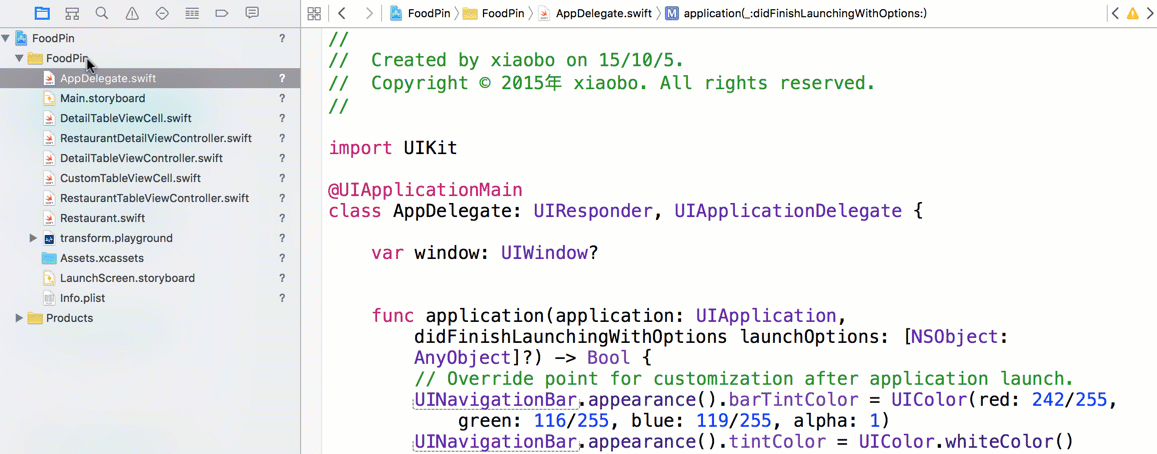 FoodPin
FoodPin
AppDelegate.swift
application(_:didFinishLaunchingWithOptions:)
FoodPin ?
FoodPin
AppDelegate.swift ?
Main.storyboard ?
DetailTableViewCell.swift ?
RestaurantDetailViewController.swift ?
DetailTableViewController.swift ?
CustomTableViewCell.swift ?
RestaurantTableViewController.swift ?
Restaurant.swift ?
transform.playground ?
Assets.xcassets ?
LaunchScreen.storyboard ?
Info.plist ?
Products
//
//  Created by xiaobo on 15/10/5.
//  Copyright © 2015年 xiaobo. All rights reserved.
//
import UIKit
@UIApplicationMain
class AppDelegate: UIResponder, UIApplicationDelegate {
var window: UIWindow?
func application(application: UIApplication,
didFinishLaunchingWithOptions launchOptions: [NSObject:
AnyObject]?) -> Bool {
// Override point for customization after application launch.
UINavigationBar.appearance().barTintColor = UIColor(red: 242/255,
green: 116/255, blue: 119/255, alpha: 1)
UINavigationBar.appearance().tintColor = UIColor.whiteColor()